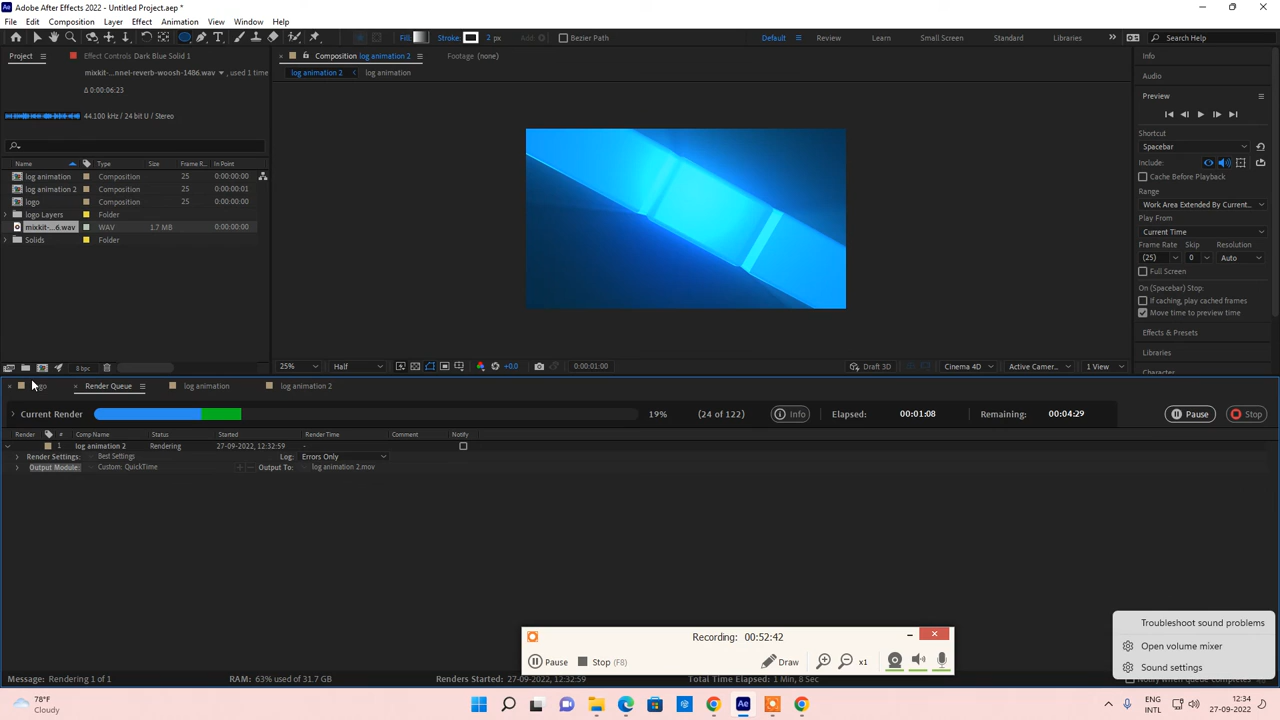 Adobe After Effects 2022 - Untitled Project.aep *
File Edit Composition Layer Effect Animation View Window Help
Fill: Stroke: 2 px Add: Bezier Path Default Review Learn Small Screen Standard Libraries Search Help
Project Effect Controls Dark Blue Solid 1
mixkit-...nnel-reverb-woosh-1486.wav , used 1 time
Δ 0:00:06:23
44.100 kHz / 24 bit U / Stereo
Name Type Size Frame R... In Point
log animation Composition 25 0:00:00:00
log animation 2 Composition 25 0:00:00:01
logo Composition 25 0:00:00:00
logo Layers Folder
mixkit-...6.wav WAV 1.7 MB 0:00:00:00
Solids Folder
8 bpc
Composition log animation 2 Footage (none)
log animation 2 log animation
25% Half +0.0 0:00:01:00 Draft 3D Cinema 4D Active Camer... 1 View
Info
Audio
Preview
Shortcut
Spacebar
Include:
Cache Before Playback
Range
Work Area Extended By Current...
Play From
Current Time
Frame Rate Skip Resolution
(25) 0 Auto
Full Screen
On (Spacebar) Stop:
If caching, play cached frames
Move time to preview time
Effects & Presets
Libraries
Character
Render Queue log animation log animation 2
Current Render 19% (24 of 122) Info Elapsed: 00:01:08 Remaining: 00:04:29 Pause Stop
Render # Comp Name Status Started Render Time Comment Notify
1 log animation 2 Rendering 27-09-2022, 12:32:59 -
Render Settings: Best Settings Log: Errors Only
Output Module: Custom: QuickTime Output To: log animation 2.mov
Recording: 00:52:42
Pause Stop (F8) Draw x1
Troubleshoot sound problems
Open volume mixer
Sound settings
Message: Rendering 1 of 1 RAM: 63% used of 31.7 GB Renders Started: 27-09-2022, 12:32:59 Total Time Elapsed: 1 Min, 8 Sec Notify when queue completes
78°F
Cloudy
ENG
INTL
12:34
27-09-2022